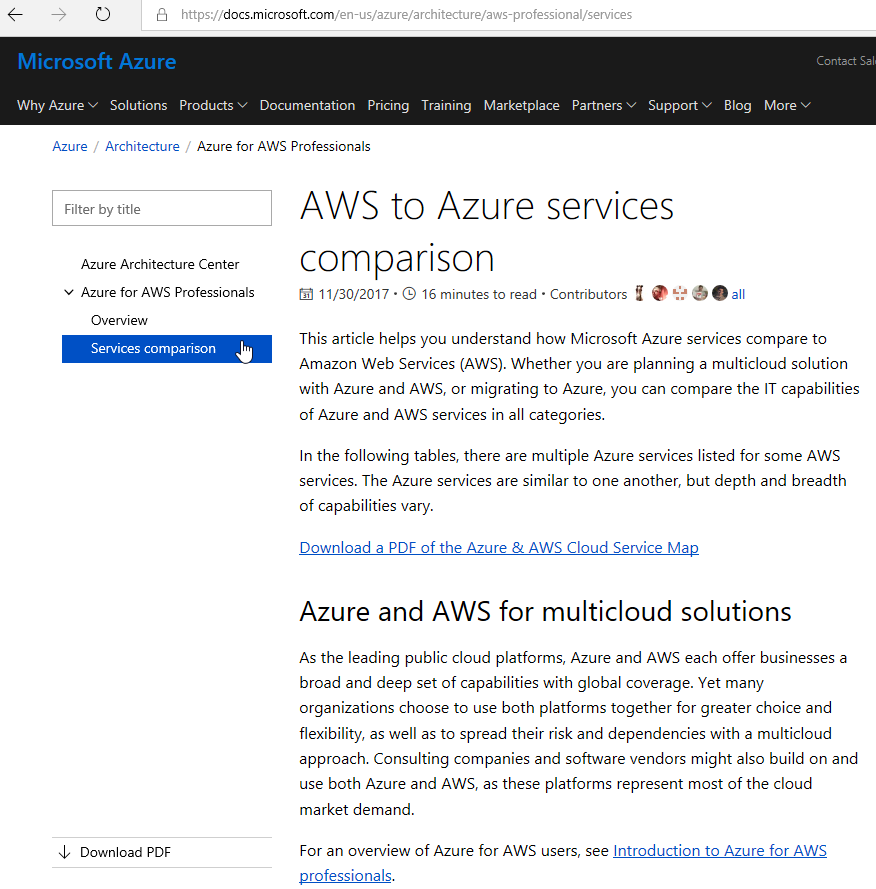 https://docs.microsoft.com/en-us/azure/architecture/aws-professional/services
Microsoft Azure
Contact Sal
Why Azure Solutions Products Documentation Pricing Training Marketplace Partners Support Blog More
Azure / Architecture / Azure for AWS Professionals
Filter by title
Azure Architecture Center
Azure for AWS Professionals
Overview
Services comparison
Download PDF
AWS to Azure services
comparison
11/30/2017 • 16 minutes to read • Contributors all
This article helps you understand how Microsoft Azure services compare to
Amazon Web Services (AWS). Whether you are planning a multicloud solution
with Azure and AWS, or migrating to Azure, you can compare the IT capabilities
of Azure and AWS services in all categories.
In the following tables, there are multiple Azure services listed for some AWS
services. The Azure services are similar to one another, but depth and breadth
of capabilities vary.
Download a PDF of the Azure & AWS Cloud Service Map
Azure and AWS for multicloud solutions
As the leading public cloud platforms, Azure and AWS each offer businesses a
broad and deep set of capabilities with global coverage. Yet many
organizations choose to use both platforms together for greater choice and
flexibility, as well as to spread their risk and dependencies with a multicloud
approach. Consulting companies and software vendors might also build on and
use both Azure and AWS, as these platforms represent most of the cloud
market demand.
For an overview of Azure for AWS users, see Introduction to Azure for AWS
professionals.